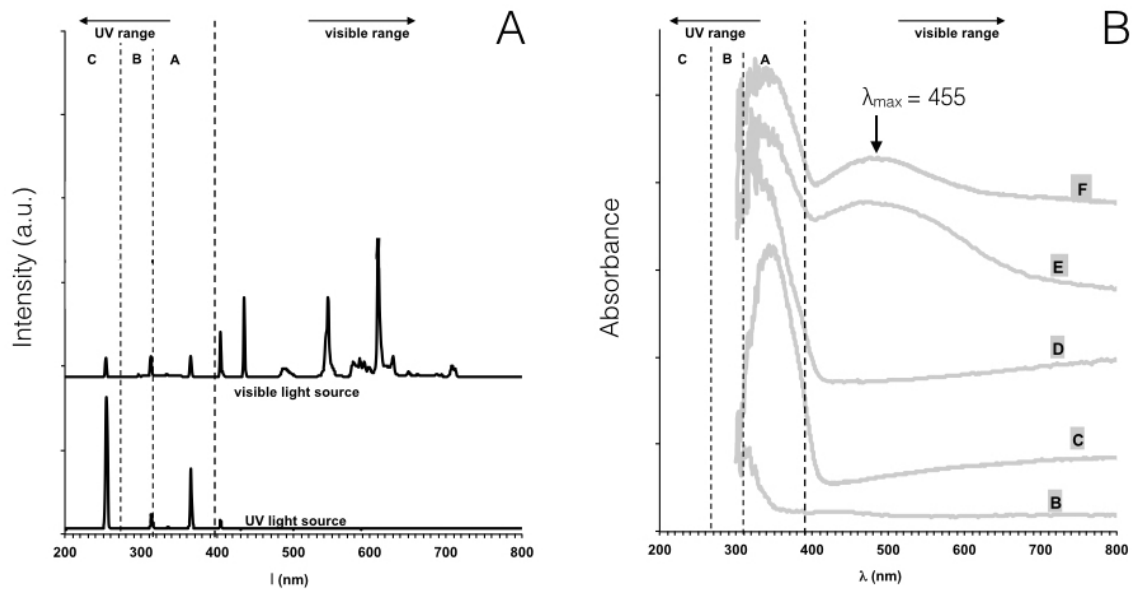 A
UV range
visible range
C B A
Intensity (a.u.)
visible light source
UV light source
200 300 400 500 600 700 800
l (nm)
B
UV range
visible range
C B A
λmax = 455
Absorbance
F
E
D
C
B
200 300 400 500 600 700 800
λ (nm)